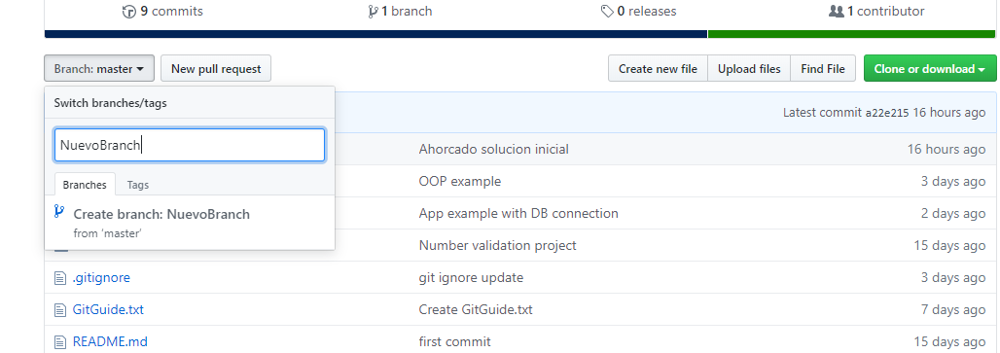 9 commits 1 branch 0 releases 1 contributor
Branch: master New pull request Create new file Upload files Find File Clone or download
Switch branches/tags
Latest commit a22e215 16 hours ago
NuevoBranch
Ahorcado solucion inicial 16 hours ago
Branches Tags
OOP example 3 days ago
Create branch: NuevoBranch
from 'master'
App example with DB connection 2 days ago
Number validation project 15 days ago
.gitignore git ignore update 3 days ago
GitGuide.txt Create GitGuide.txt 7 days ago
README.md first commit 15 days ago